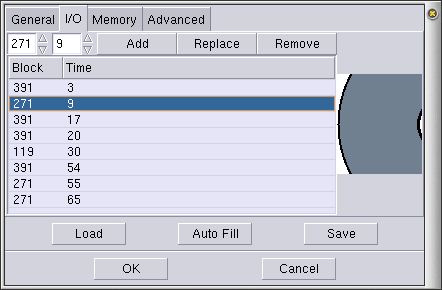 General I/O Memory Advanced
271 9 Add Replace Remove
Block Time
391 3
271 9
391 17
391 20
119 30
391 54
271 55
271 65
Load Auto Fill Save
OK Cancel